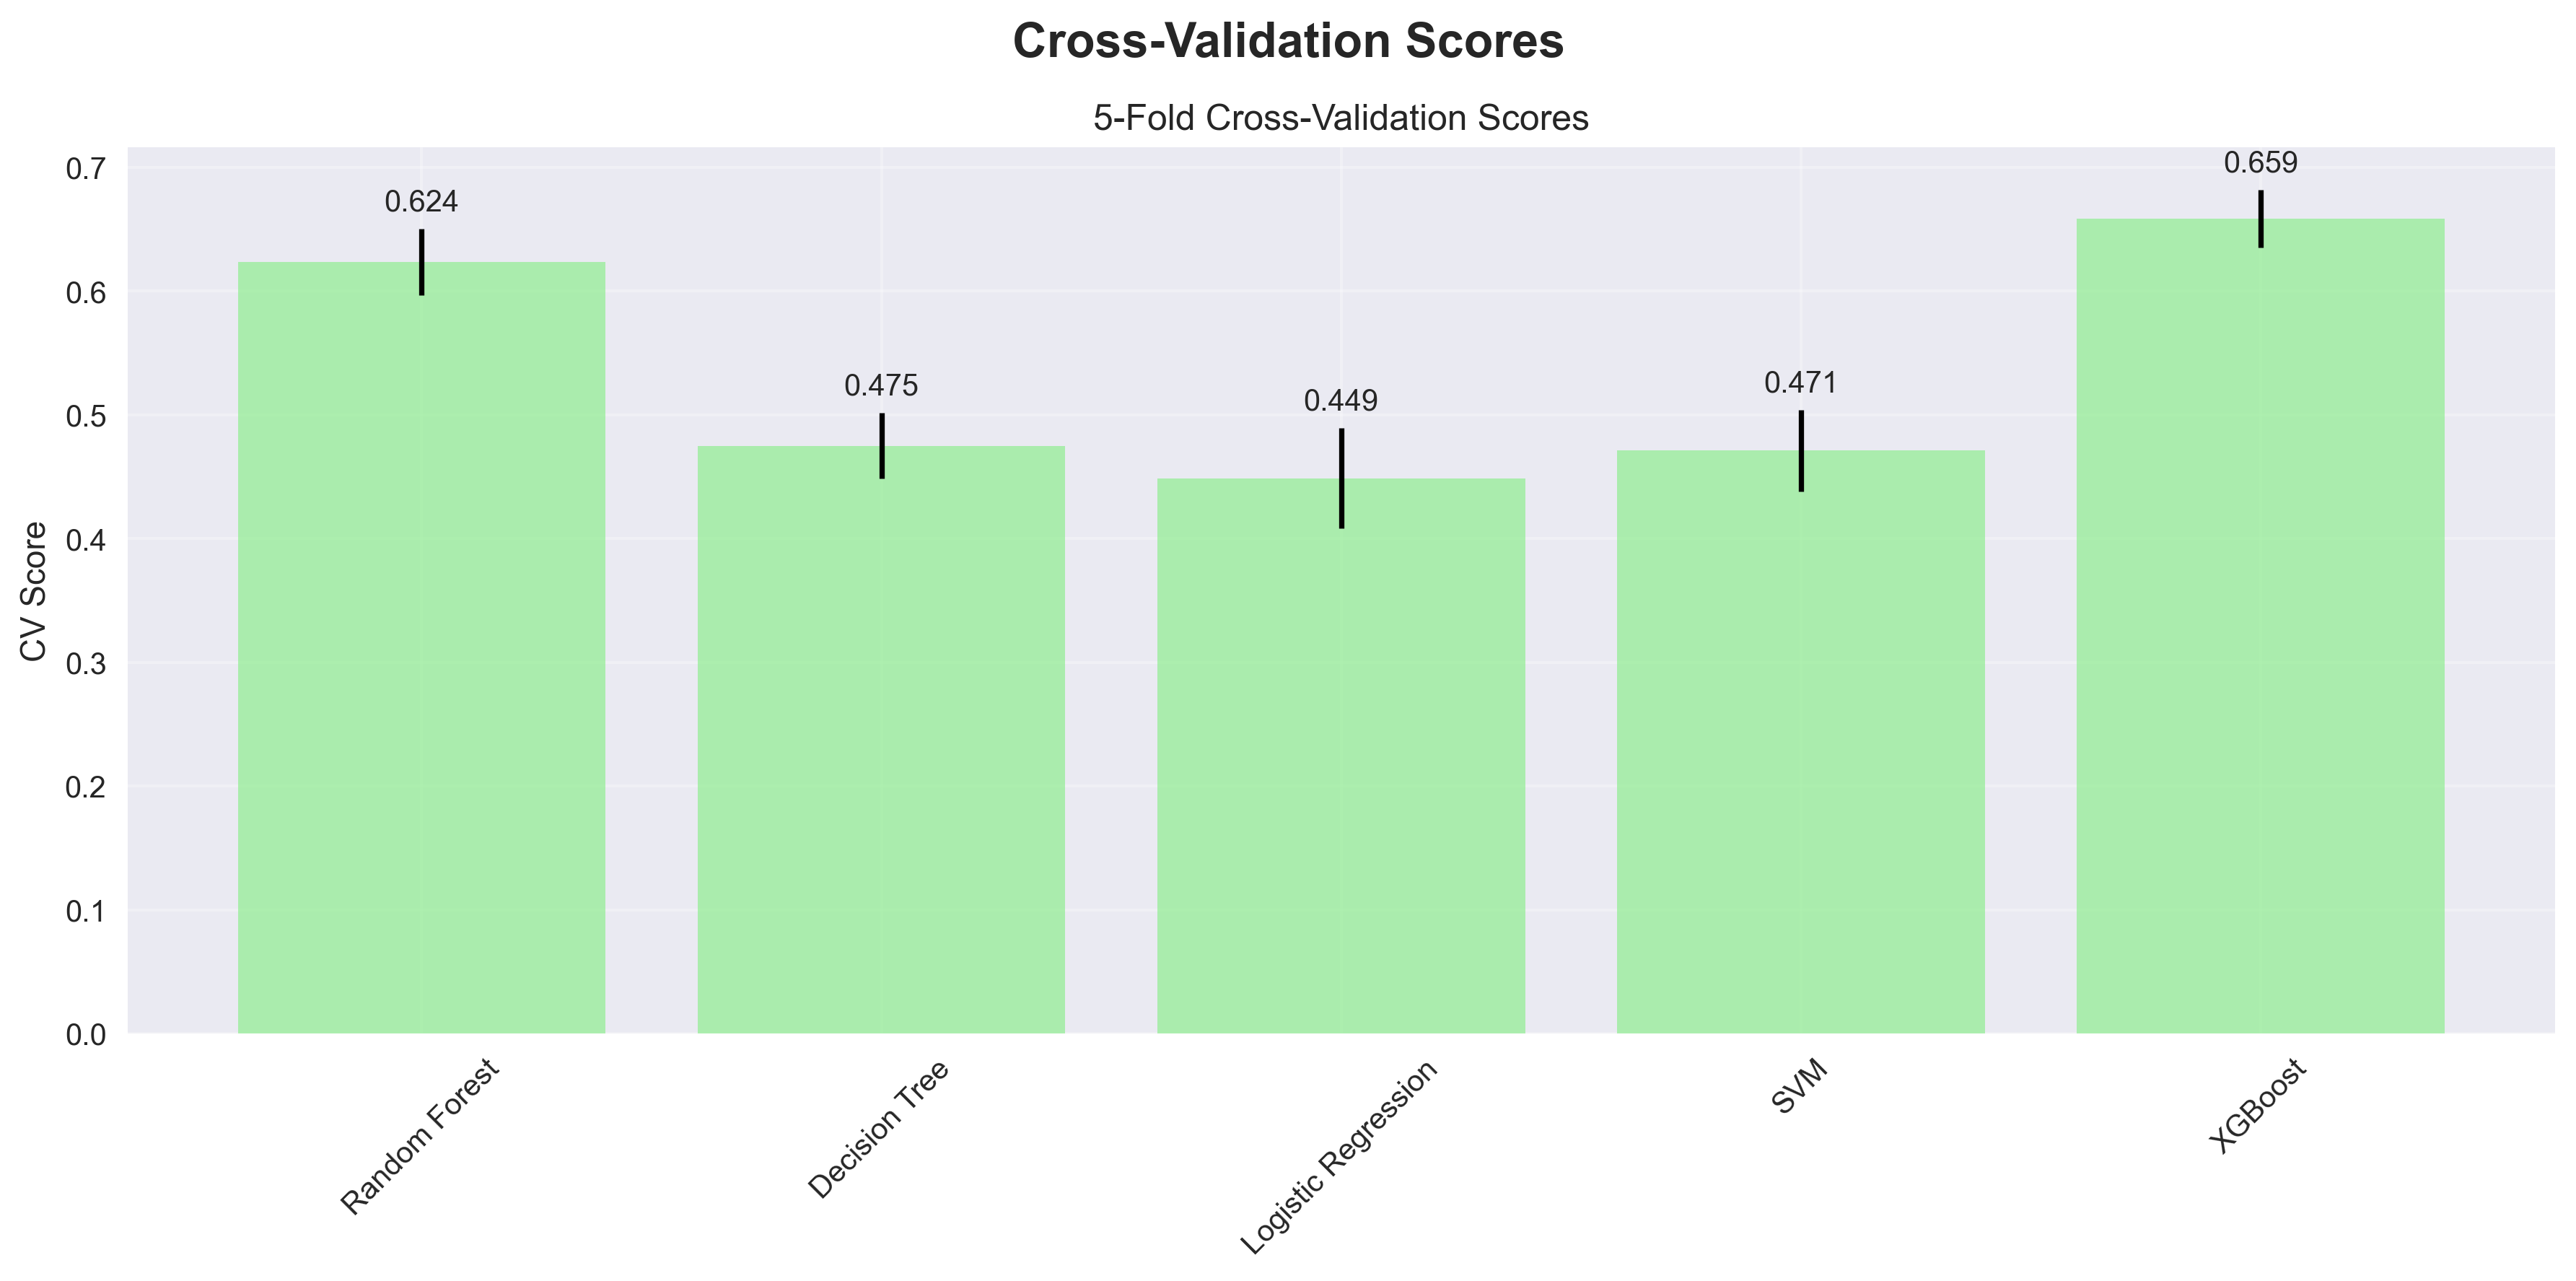 Cross-Validation Scores
5-Fold Cross-Validation Scores
CV Score
0.7
0.6
0.5
0.4
0.3
0.2
0.1
0.0
0.624
0.475
0.449
0.471
0.659
Random Forest
Decision Tree
Logistic Regression
SVM
XGBoost